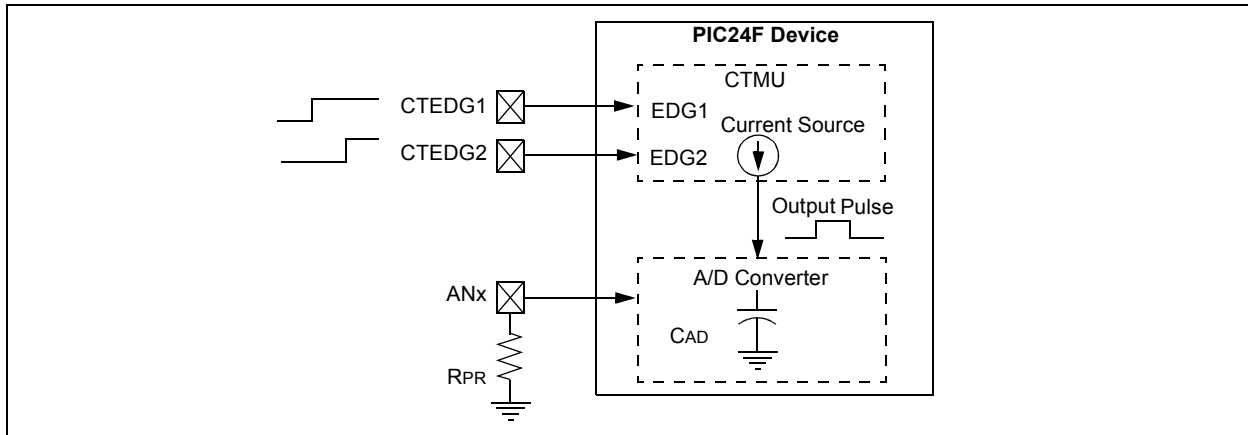 PIC24F Device
CTMU
CTEDG1
EDG1
Current Source
CTEDG2
EDG2
Output Pulse
A/D Converter
ANx
CAD
RPR